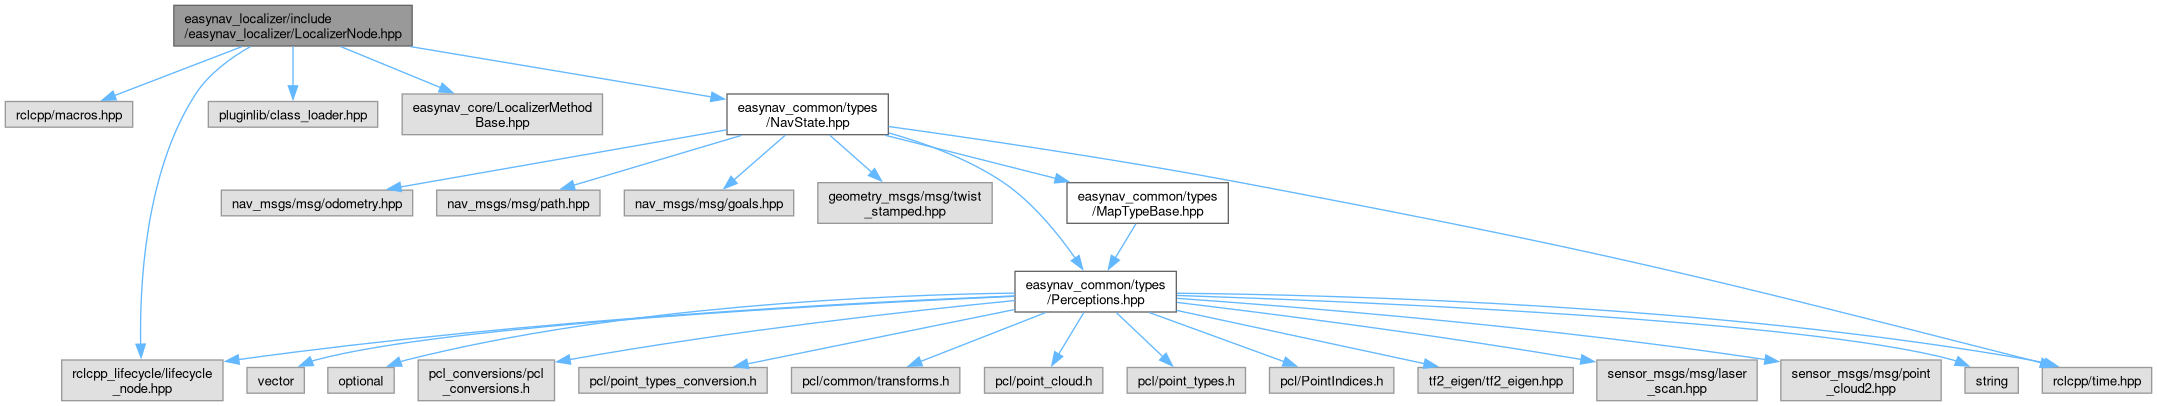 easynav_localizer/include
/easynav_localizer/LocalizerNode.hpp
rclcpp/macros.hpp
pluginlib/class_loader.hpp
easynav_core/LocalizerMethod
Base.hpp
easynav_common/types
/NavState.hpp
nav_msgs/msg/odometry.hpp
nav_msgs/msg/path.hpp
nav_msgs/msg/goals.hpp
geometry_msgs/msg/twist
_stamped.hpp
easynav_common/types
/MapTypeBase.hpp
easynav_common/types
/Perceptions.hpp
rclcpp_lifecycle/lifecycle
_node.hpp
vector
optional
pcl_conversions/pcl
_conversions.h
pcl/point_types_conversion.h
pcl/common/transforms.h
pcl/point_cloud.h
pcl/point_types.h
pcl/PointIndices.h
tf2_eigen/tf2_eigen.hpp
sensor_msgs/msg/laser
_scan.hpp
sensor_msgs/msg/point
_cloud2.hpp
string
rclcpp/time.hpp